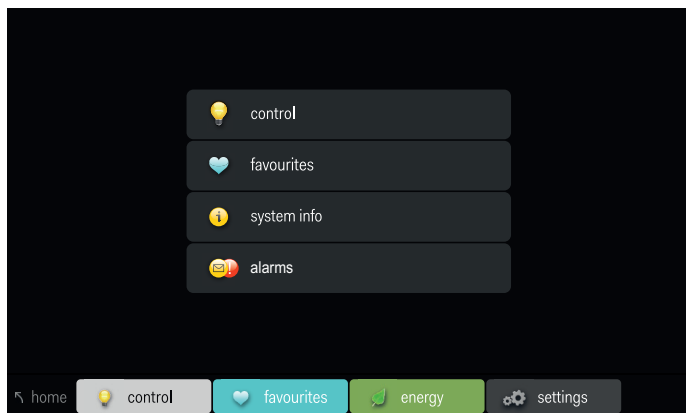 control
favourites
system info
alarms
home control favourites energy settings